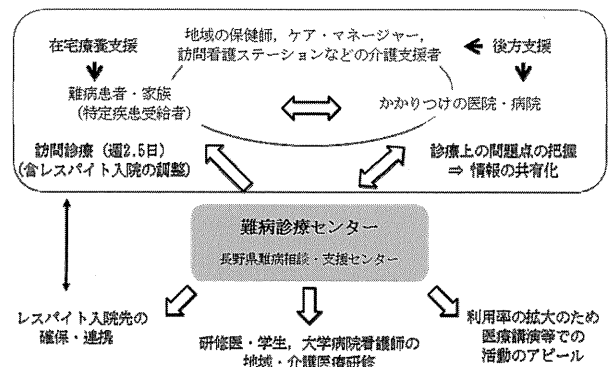 地域の保健師，ケア・マネージャー，
訪問看護ステーションなどの介護支援者
在宅療養支援
後方支援
難病患者・家族
（特定疾患受給者）
かかりつけの医院・病院
訪問診療（週2.5日）
（含レスパイト入院の調整）
診療上の問題点の把握
⇒ 情報の共有化
難病診療センター
長野県難病相談・支援センター
レスパイト入院先の
確保・連携
研修医・学生，大学病院看護師の
地域・介護医療研修
利用率の拡大のため
医療講演等での
活動のアピール